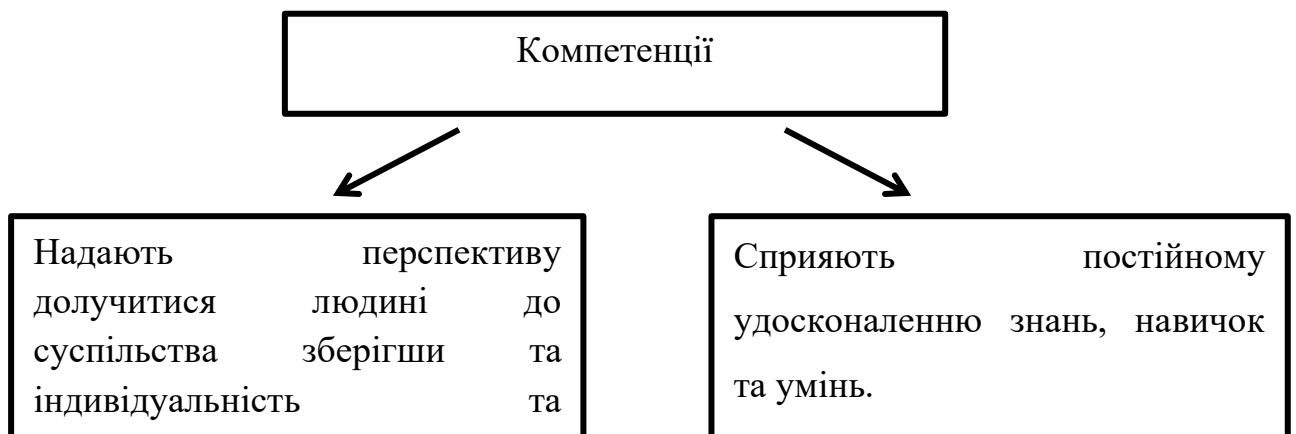 Компетенції
Надають перспективу
долучитися людині до
суспільства зберігши та
індивідуальність та
Сприяють постійному
удосконаленню знань, навичок
та умінь.